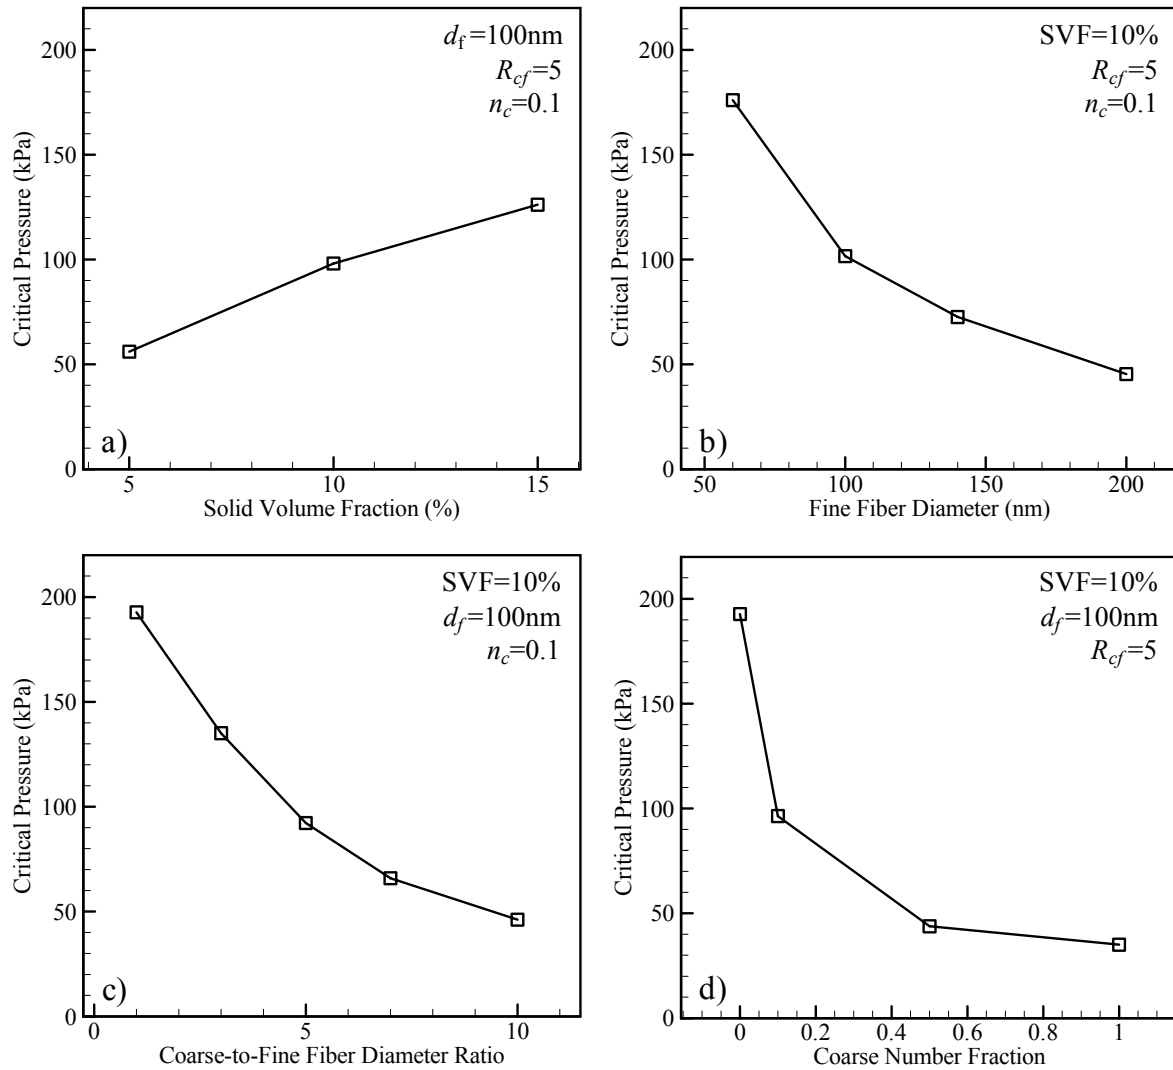 200
150
100
50
0
Critical Pressure (kPa)
d_f=100nm
R_cf=5
n_c=0.1
a)
5
10
15
Solid Volume Fraction (%)
200
150
100
50
0
Critical Pressure (kPa)
SVF=10%
R_cf=5
n_c=0.1
b)
50
100
150
200
Fine Fiber Diameter (nm)
200
150
100
50
0
Critical Pressure (kPa)
SVF=10%
d_f=100nm
n_c=0.1
c)
0
5
10
Coarse-to-Fine Fiber Diameter Ratio
200
150
100
50
0
Critical Pressure (kPa)
SVF=10%
d_f=100nm
R_cf=5
d)
0
0.2
0.4
0.6
0.8
1
Coarse Number Fraction